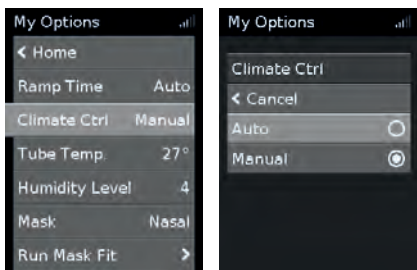 My Options
< Home
Ramp Time Auto
Climate Ctrl Manual
Tube Temp. 27°
Humidity Level 4
Mask Nasal
Run Mask Fit >
My Options
Climate Ctrl
< Cancel
Auto
Manual